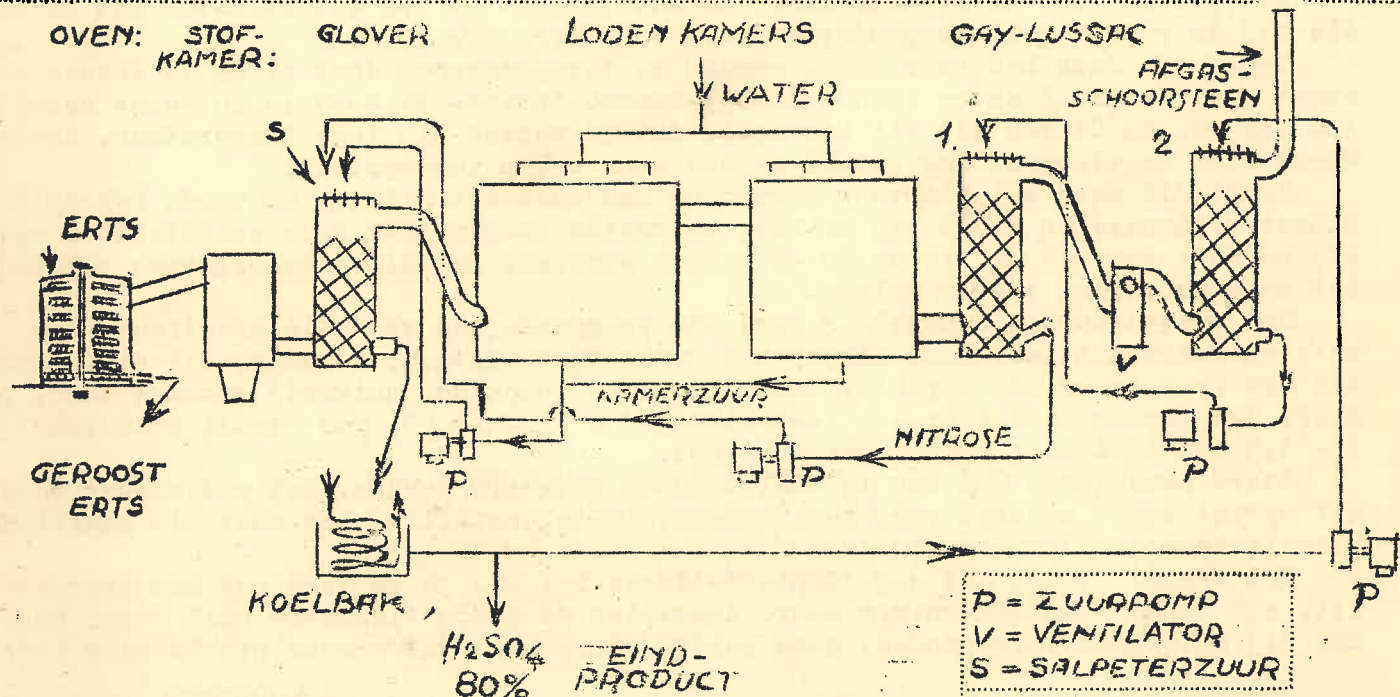 OVEN:
STOF-
KAMER:
GLOVER
LODEN KAMERS
GAY-LUSSAC
AFGAS-
SCHOORSTEEN
WATER
S
1.
2
ERTS
V
KAMERZUUR
NITROSE
P
P
P
GEROOST
ERTS
KOELBAK,
P
H₂SO₄
80%
EIND-
PRODUCT
P = ZUURPOMP
V = VENTILATOR
S = SALPETERZUUR